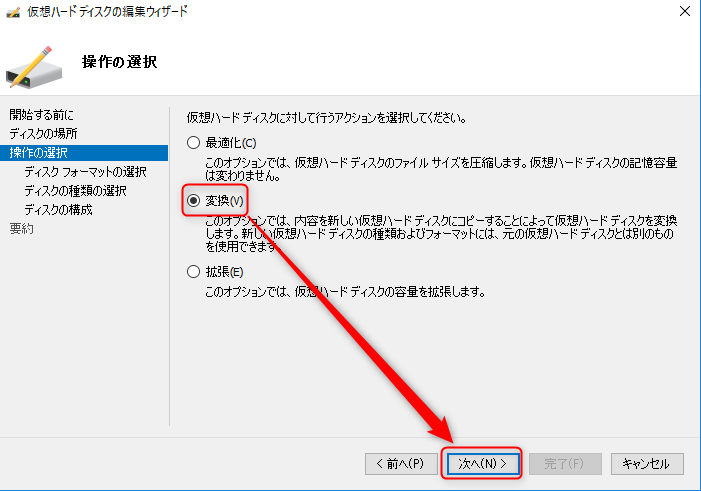 仮想ハード ディスクの編集ウィザード
操作の選択
開始する前に
ディスクの場所
操作の選択
ディスク フォーマットの選択
ディスクの種類の選択
ディスクの構成
要約
仮想ハード ディスクに対して行うアクションを選択してください。
最適化(C)
このオプションでは、仮想ハード ディスクのファイル サイズを圧縮します。仮想ハード ディスクの記憶容量
は変わりません。
変換(V)
このオプションでは、内容を新しい仮想ハード ディスクにコピーすることによって仮想ハード ディスクを変換
します。新しい仮想ハード ディスクの種類およびフォーマットには、元の仮想ハード ディスクとは別のもの
を使用できます。
拡張(E)
このオプションでは、仮想ハード ディスクの容量を拡張します。
< 前へ(P)
次へ(N) >
完了(F)
キャンセル